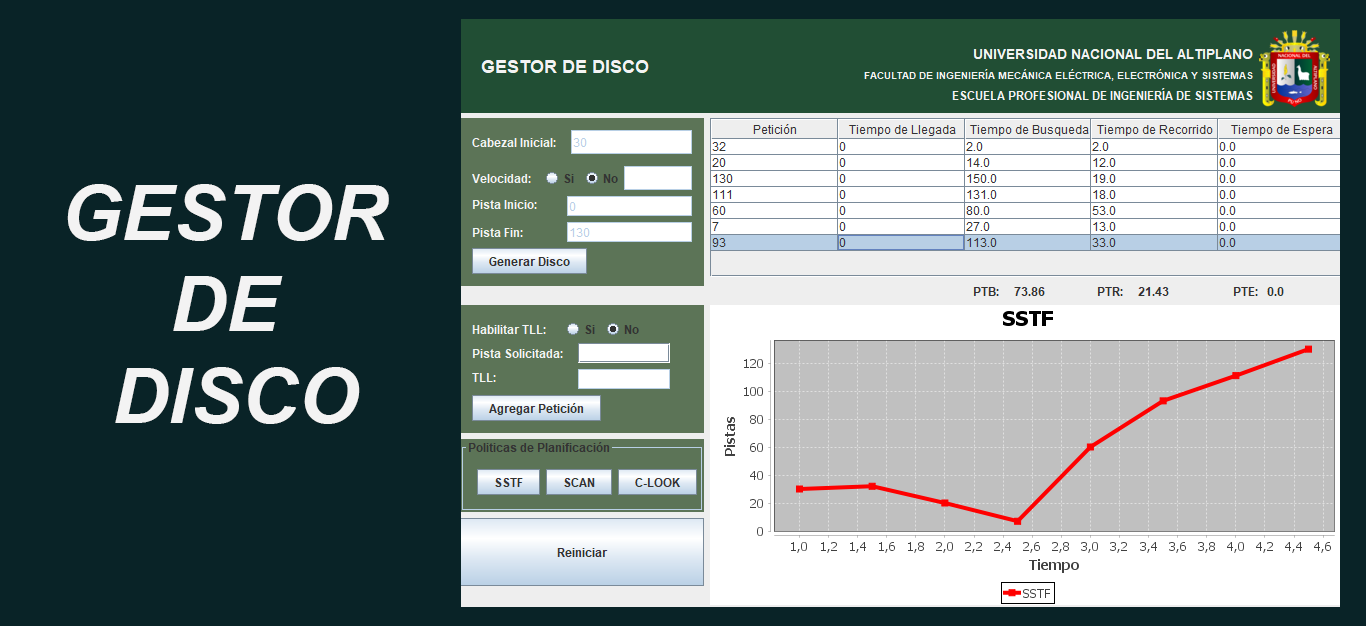 GESTOR
DE
DISCO
GESTOR DE DISCO
UNIVERSIDAD NACIONAL DEL ALTIPLANO
FACULTAD DE INGENIERÍA MECÁNICA ELÉCTRICA, ELECTRÓNICA Y SISTEMAS
ESCUELA PROFESIONAL DE INGENIERÍA DE SISTEMAS
Cabezal Inicial: 30
Velocidad: Si No
Pista Inicio: 0
Pista Fin: 130
Generar Disco
Petición Tiempo de Llegada Tiempo de Busqueda Tiempo de Recorrido Tiempo de Espera
32 0 2.0 2.0 0.0
20 0 14.0 12.0 0.0
130 0 150.0 19.0 0.0
111 0 131.0 18.0 0.0
60 0 80.0 53.0 0.0
7 0 27.0 13.0 0.0
93 0 113.0 33.0 0.0
PTB: 73.86 PTR: 21.43 PTE: 0.0
Habilitar TLL: Si No
Pista Solicitada:
TLL:
Agregar Petición
Politicas de Planificación
SSTF SCAN C-LOOK
Reiniciar
SSTF
Pistas
120
100
80
60
40
20
0
1,0 1,2 1,4 1,6 1,8 2,0 2,2 2,4 2,6 2,8 3,0 3,2 3,4 3,6 3,8 4,0 4,2 4,4 4,6
Tiempo
SSTF